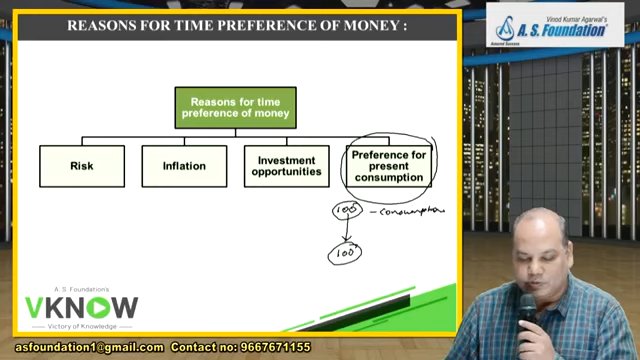 REASONS FOR TIME PREFERENCE OF MONEY :
Vinod Kumar Agarwal's
A. S. Foundation®
Assured Success
Reasons for time
preference of money
Risk
Inflation
Investment
opportunities
Preference for
present
consumption
100 – consumption
100
A. S. Foundation's
VKNOW
- Victory of Knowledge -
asfoundation1@gmail.com Contact no: 9667671155